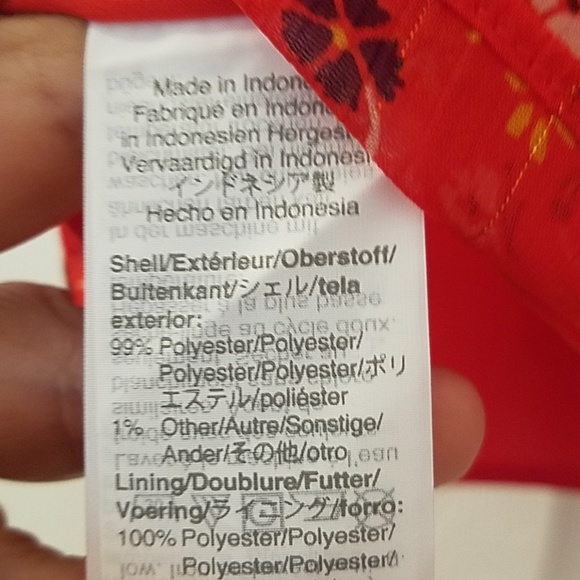 Made in Indon
Fabriqué en Indon
in Indonesien Herges
Vervaardigd in Indonesi
インドネシア製
Hecho en Indonesia
Shell/Extérieur/Oberstoff/
Buitenkant/シェル/tela
exterior:
99% Polyester/Polyester/
Polyester/Polyester/ポリ
エステル/poliéster
1% Other/Autre/Sonstige/
Ander/その他/otro
Lining/Doublure/Futter/
Voering/ライニング/forro:
100% Polyester/Polyester/
Polyester/Polyester/